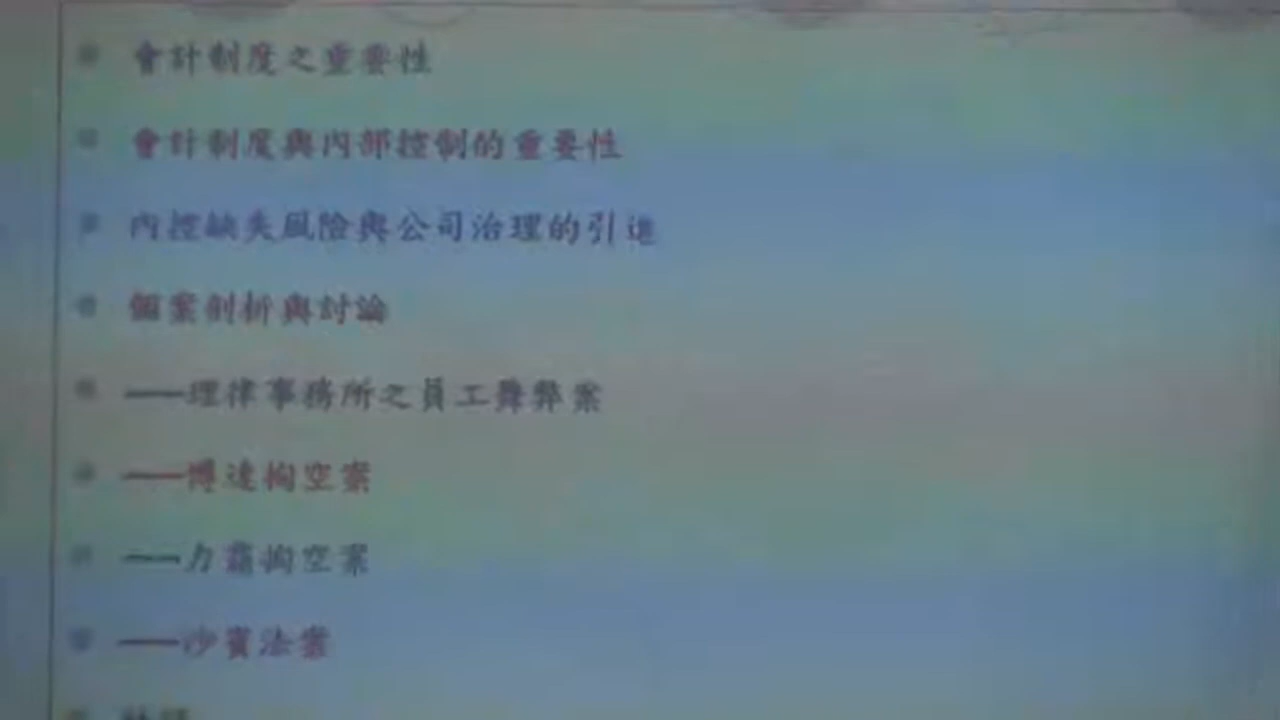 會計制度之重要性
會計制度與內部控制的重要性
內控缺失風險與公司治理的引進
個案剖析與討論
——理律事務所之員工舞弊案
——博達掏空案
——力霸掏空案
——沙賓法案